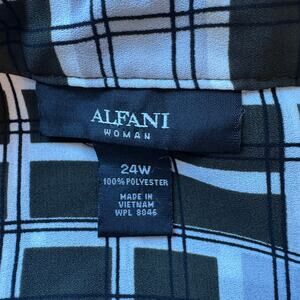 ALFANI
WOMAN
24W
100% POLYESTER
MADE IN
VIETNAM
WPL 8046